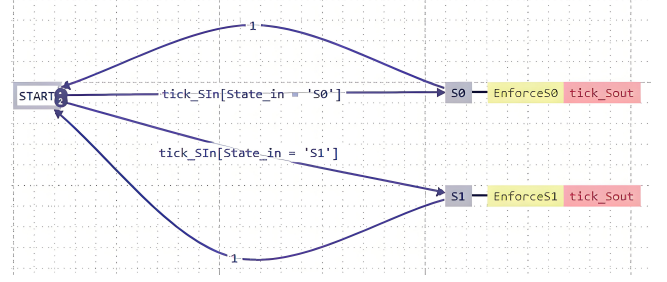 1
START
1
tick_SIn[State_in = 'S0']
S0
EnforceS0
tick_Sout
2
tick_SIn[State_in = 'S1']
S1
EnforceS1
tick_Sout
1